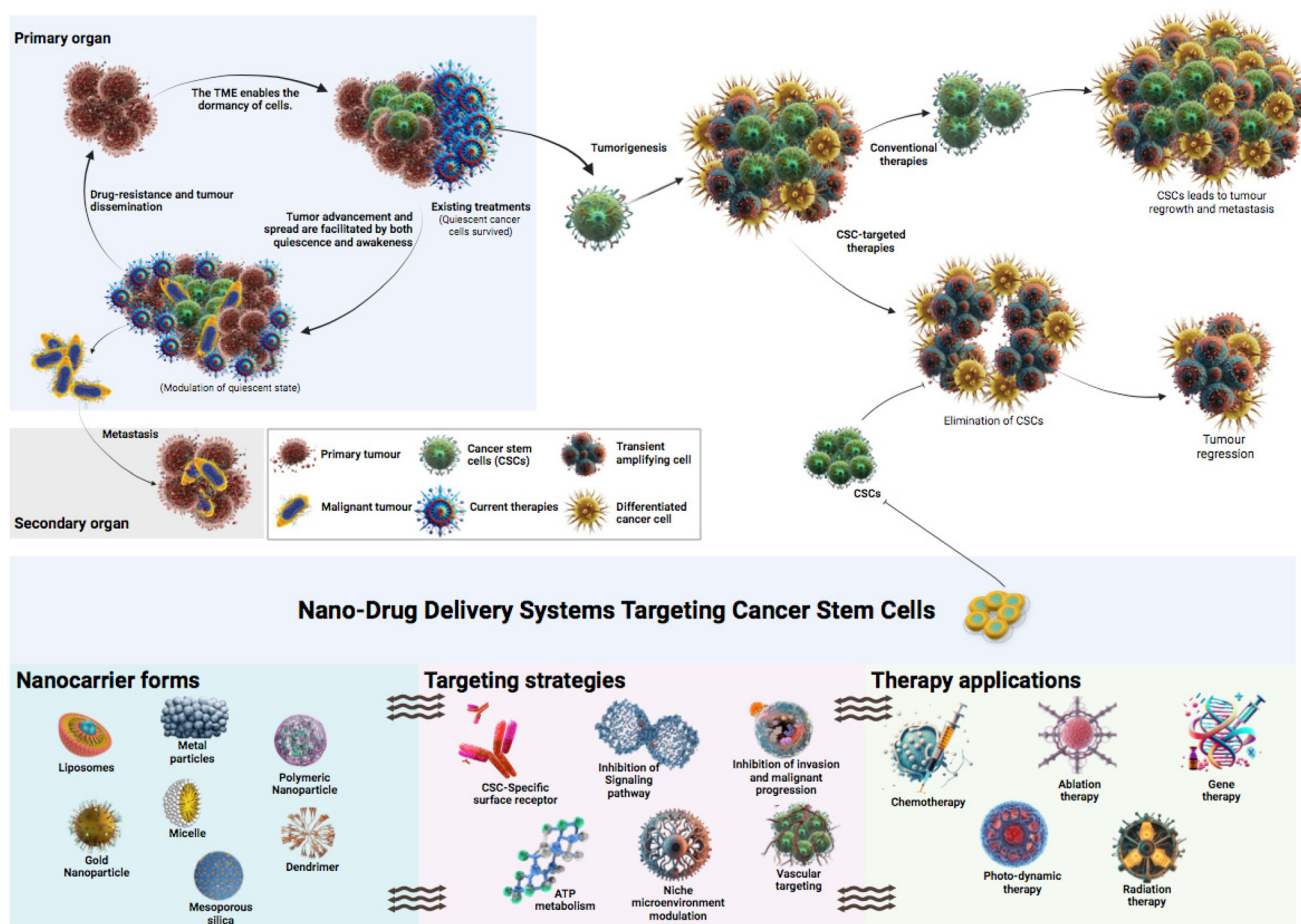 Primary organ
The TME enables the
dormancy of cells.
Drug-resistance and tumour
dissemination
Tumor advancement and
spread are facilitated by both
quiescence and awakeness
Existing treatments
(Quiescent cancer
cells survived)
(Modulation of quiescent state)
Tumorigenesis
Conventional
therapies
CSCs leads to tumour
regrowth and metastasis
CSC-targeted
therapies
Elimination of CSCs
Tumour
regression
CSCs
Metastasis
Secondary organ
Primary tumour
Cancer stem
cells (CSCs)
Transient
amplifying cell
Malignant tumour
Current therapies
Differentiated
cancer cell
Nano-Drug Delivery Systems Targeting Cancer Stem Cells
Nanocarrier forms
Liposomes
Metal
particles
Polymeric
Nanoparticle
Micelle
Gold
Nanoparticle
Dendrimer
Mesoporous
silica
Targeting strategies
CSC-Specific
surface receptor
Inhibition of
Signaling
pathway
Inhibition of invasion
and malignant
progression
ATP
metabolism
Niche
microenvironment
modulation
Vascular
targeting
Therapy applications
Chemotherapy
Ablation
therapy
Gene
therapy
Photo-dynamic
therapy
Radiation
therapy